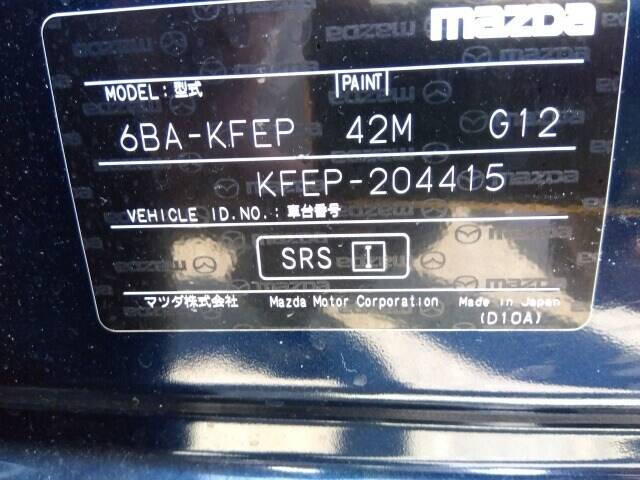 mazda
MODEL : 型式 PAINT
6BA-KFEP 42M G12
KFEP-204415
VEHICLE ID.NO. : 車台番号
SRS I
マツダ株式会社 Mazda Motor Corporation Made in Japan
(D10A)